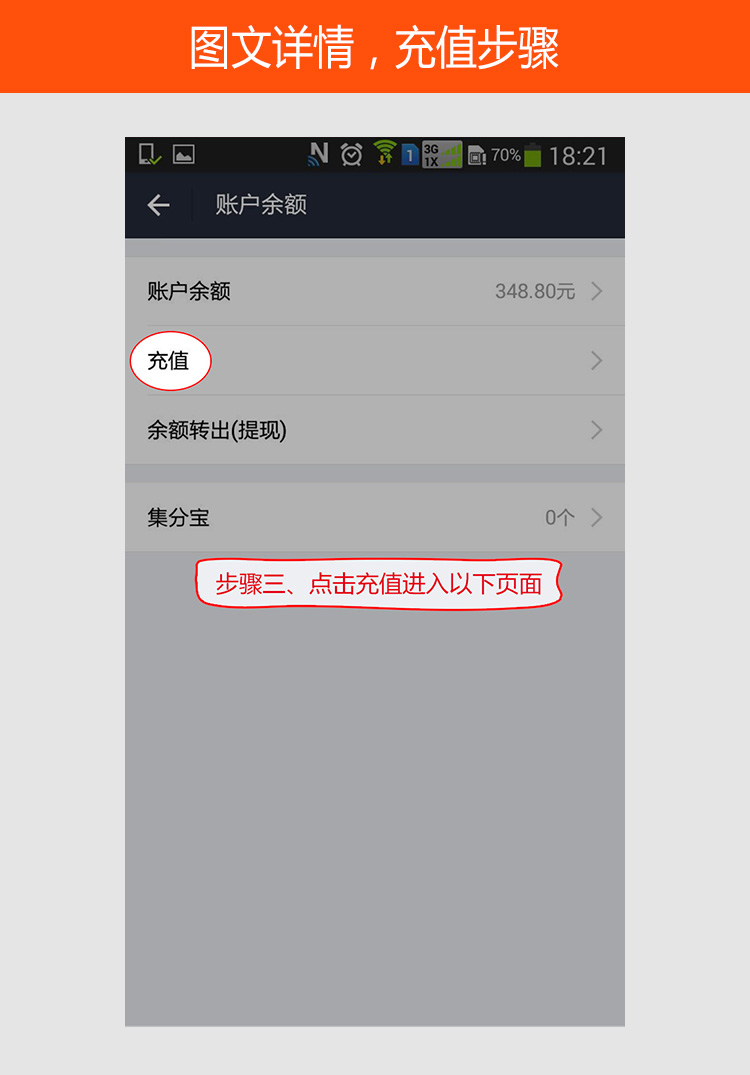 图文详情，充值步骤
N 1 3G 1X 70% 18:21
账户余额
账户余额 348.80元
充值
余额转出(提现)
集分宝 0个
步骤三、点击充值进入以下页面